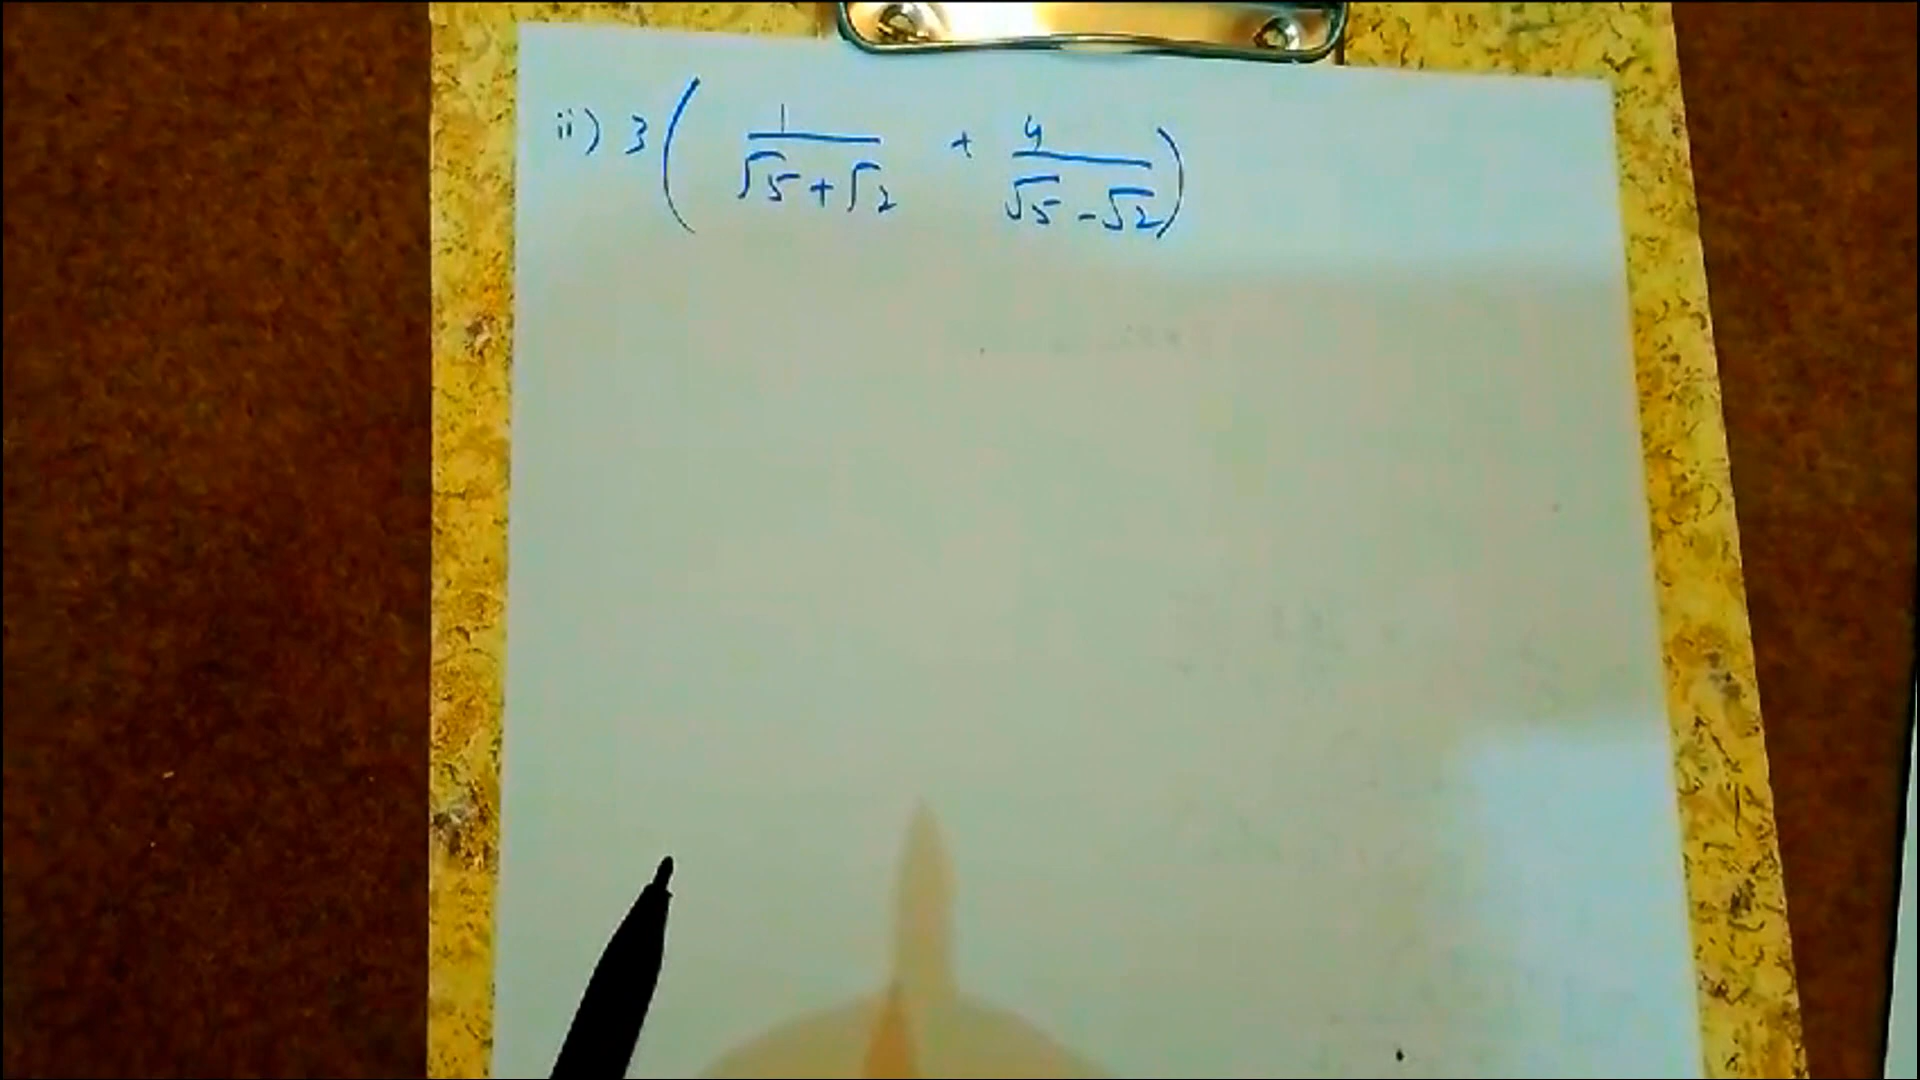 ii) 3 ( 1/(√5+√2) + 4/(√5-√2) )